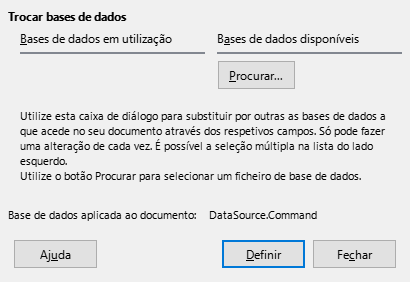 Trocar bases de dados
Bases de dados em utilização
Bases de dados disponíveis
Procurar...
Utilize esta caixa de diálogo para substituir por outras as bases de dados a
que acede no seu documento através dos respetivos campos. Só pode fazer
uma alteração de cada vez. É possível a seleção múltipla na lista do lado
esquerdo.
Utilize o botão Procurar para selecionar um ficheiro de base de dados.
Base de dados aplicada ao documento: DataSource.Command
Ajuda
Definir
Fechar